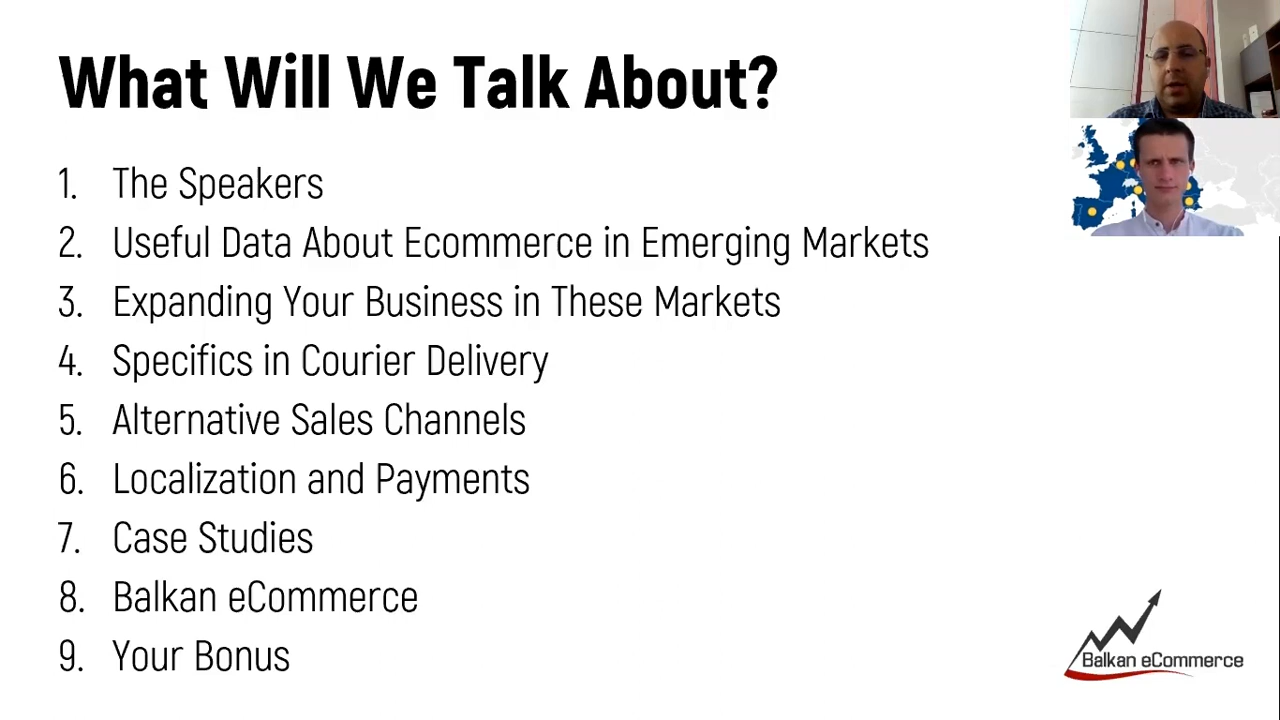 What Will We Talk About?
1. The Speakers
2. Useful Data About Ecommerce in Emerging Markets
3. Expanding Your Business in These Markets
4. Specifics in Courier Delivery
5. Alternative Sales Channels
6. Localization and Payments
7. Case Studies
8. Balkan eCommerce
9. Your Bonus
Balkan eCommerce